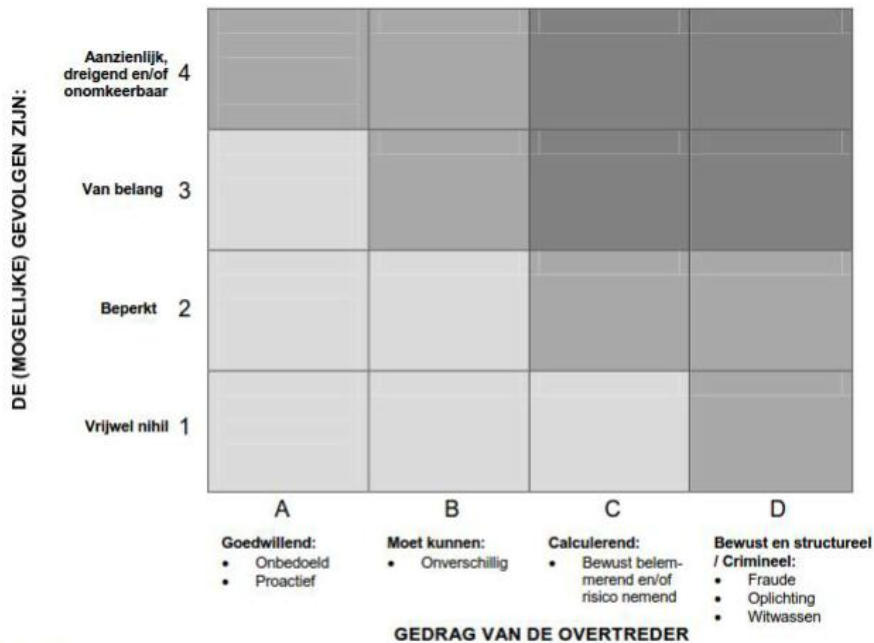 DE (MOGELIJKE) GEVOLGEN ZIJN:
Aanzienlijk,
dreigend en/of
onomkeerbaar
4
Van belang 3
Beperkt 2
Vrijwel nihil 1
A
Goedwillend:
• Onbedoeld
• Proactief
B
Moet kunnen:
• Onverschillig
C
Calculerend:
• Bewust belem-
merend en/of
risico nemend
D
Bewust en structureel
/ Crimineel:
• Fraude
• Oplichting
• Witwassen
GEDRAG VAN DE OVERTREDER